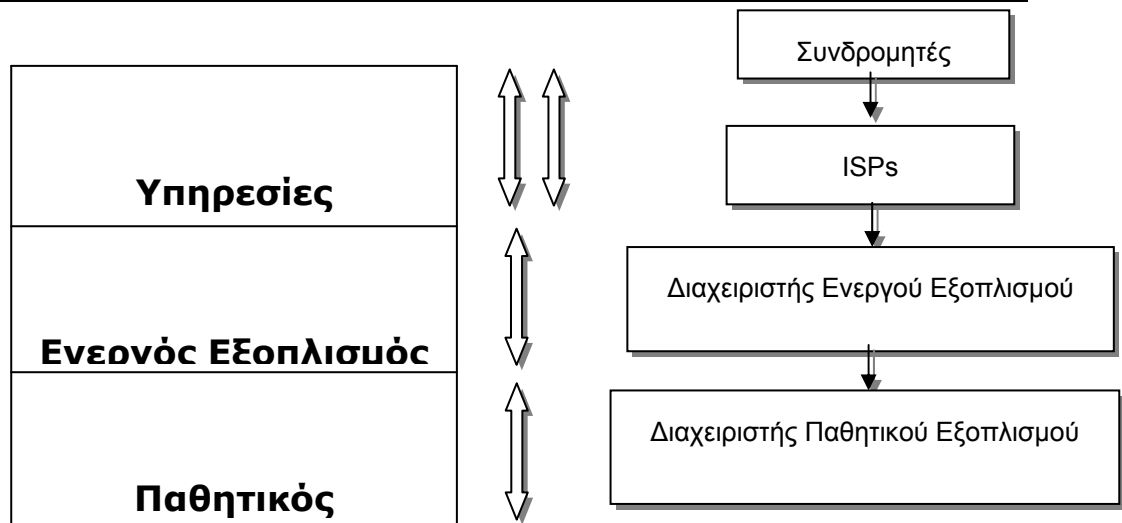 Συνδρομητές
ISPs
Υπηρεσίες
Διαχειριστής Ενεργού Εξοπλισμού
Ενεργός Εξοπλισμός
Διαχειριστής Παθητικού Εξοπλισμού
Παθητικός